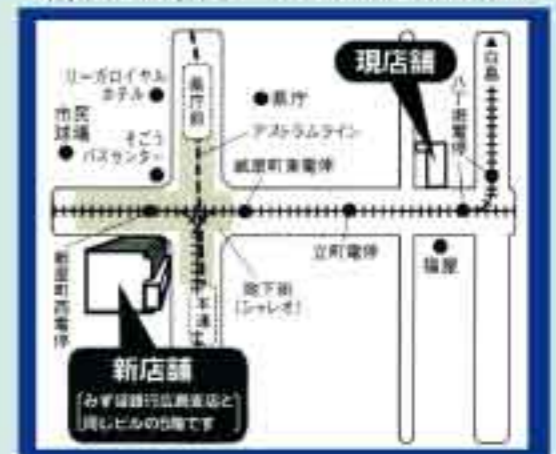 現店舗
▲白島
八丁堀電停
リーガロイヤル
ホテル
県庁前
県庁
市民
球場
そごう
バスセンター
アストラムライン
紙屋町東電停
立町電停
福屋
紙屋町西電停
地下街
(シャレオ)
本通
新店舗
みずほ銀行広島支店と
同じビルの5階です